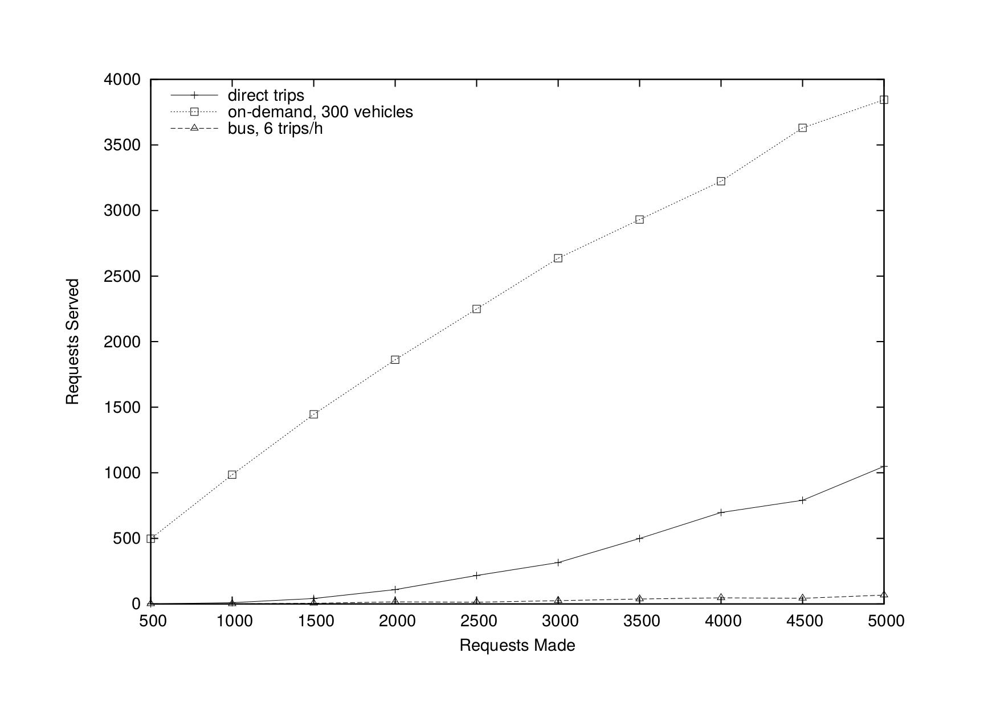 4000
3500
3000
2500
2000
1500
1000
500
0
direct trips
on-demand, 300 vehicles
bus, 6 trips/h
Requests Served
500 1000 1500 2000 2500 3000 3500 4000 4500 5000
Requests Made